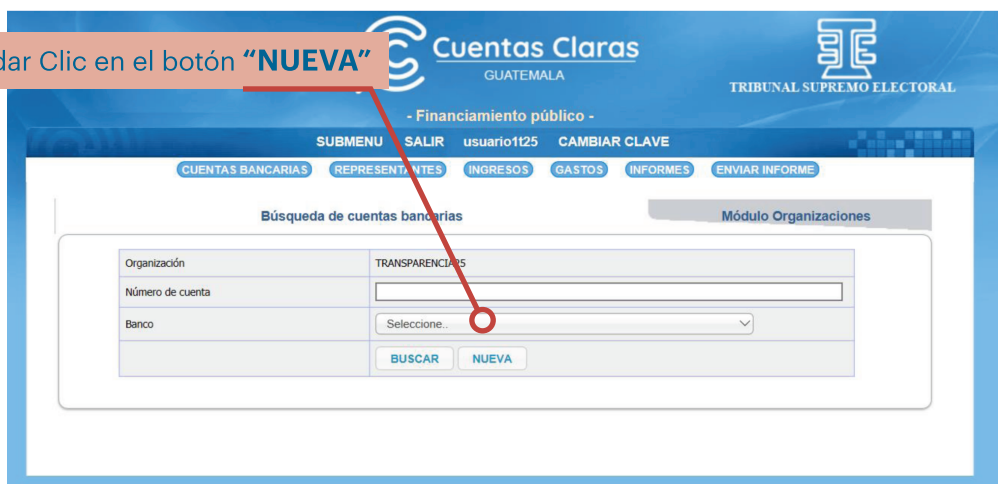 dar Clic en el botón “NUEVA”
Cuentas Claras
GUATEMALA
TRIBUNAL SUPREMO ELECTORAL
- Financiamiento público -
SUBMENU SALIR usuario1t25 CAMBIAR CLAVE
CUENTAS BANCARIAS REPRESENTANTES INGRESOS GASTOS INFORMES ENVIAR INFORME
Búsqueda de cuentas bancarias Módulo Organizaciones
Organización TRANSPARENCIA25
Número de cuenta
Banco Seleccione..
BUSCAR NUEVA